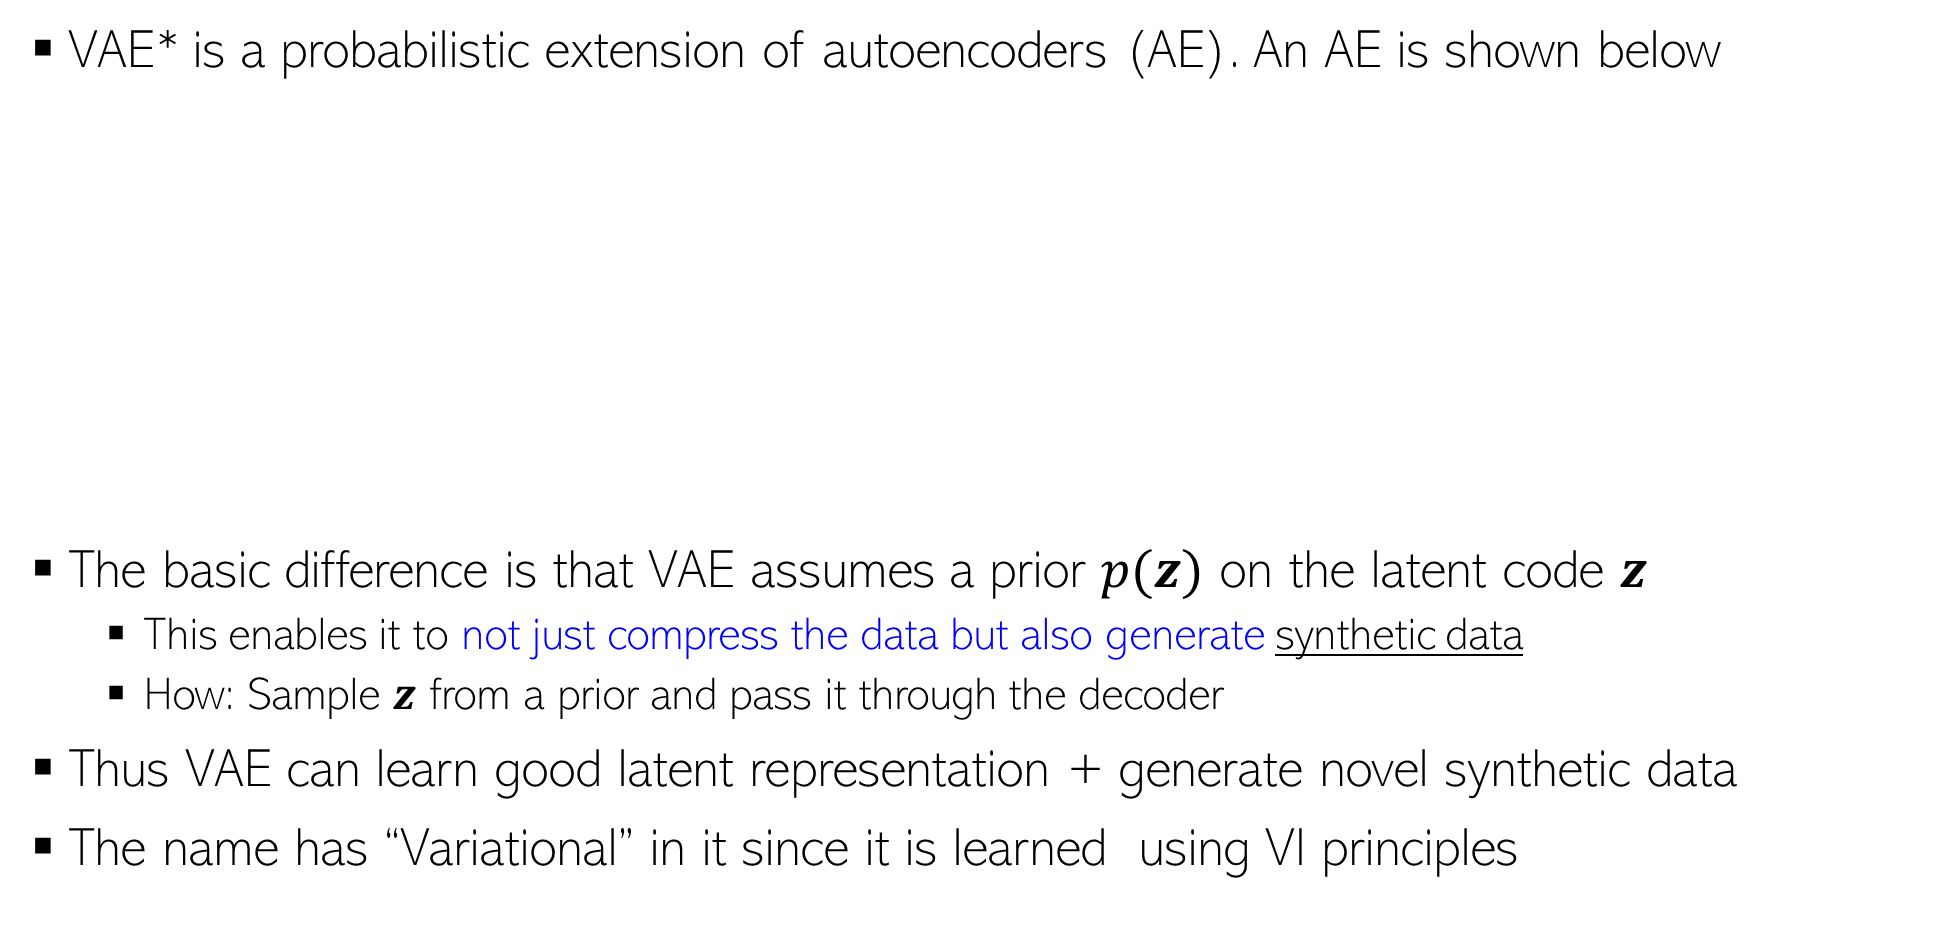 ▪ VAE* is a probabilistic extension of autoencoders (AE). An AE is shown below
▪ The basic difference is that VAE assumes a prior p(z) on the latent code z
▪ This enables it to not just compress the data but also generate synthetic data
▪ How: Sample z from a prior and pass it through the decoder
▪ Thus VAE can learn good latent representation + generate novel synthetic data
▪ The name has “Variational” in it since it is learned using VI principles